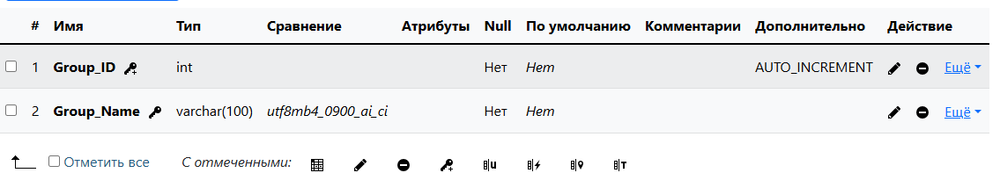 # Имя Тип Сравнение Атрибуты Null По умолчанию Комментарии Дополнительно Действие
1 Group_ID int Нет Нет AUTO_INCREMENT Ещё
2 Group_Name varchar(100) utf8mb4_0900_ai_ci Нет Нет Ещё
Отметить все С отмеченными: U T